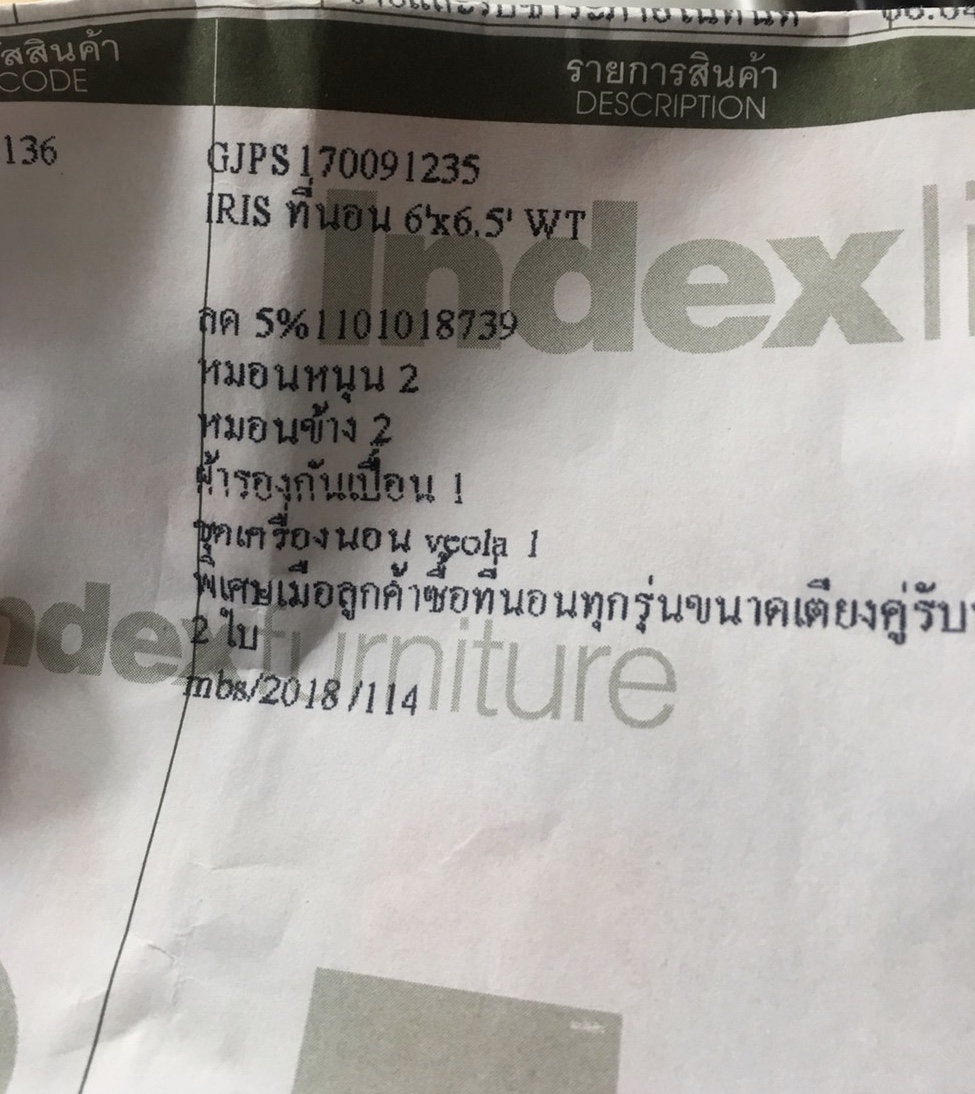 สสินค้า
CODE
รายการสินค้า
DESCRIPTION
136
GJPS170091235
IRIS ที่นอน 6'x6.5' WT
ลด 5%1101018739
หมอนหนุน 2
หมอนข้าง 2
ผ้ารองกันเปื้อน 1
ชุดเครื่องนอน veola 1
พิเศษเมื่อลูกค้าซื้อที่นอนทุกรุ่นขนาดเตียงคู่รับ
2 ใบ
mbs/2018/114
index
ndexfurniture